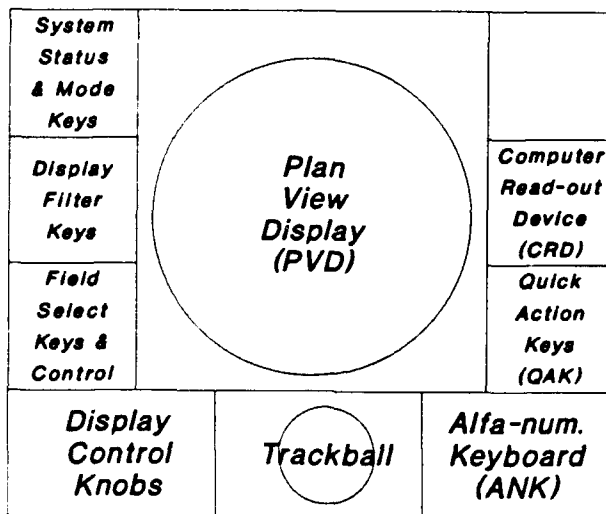 System
Status
& Mode
Keys
Display
Filter
Keys
Field
Select
Keys &
Control
Plan
View
Display
(PVD)
Computer
Read-out
Device
(CRD)
Quick
Action
Keys
(QAK)
Display
Control
Knobs
Trackball
Alfa-num.
Keyboard
(ANK)